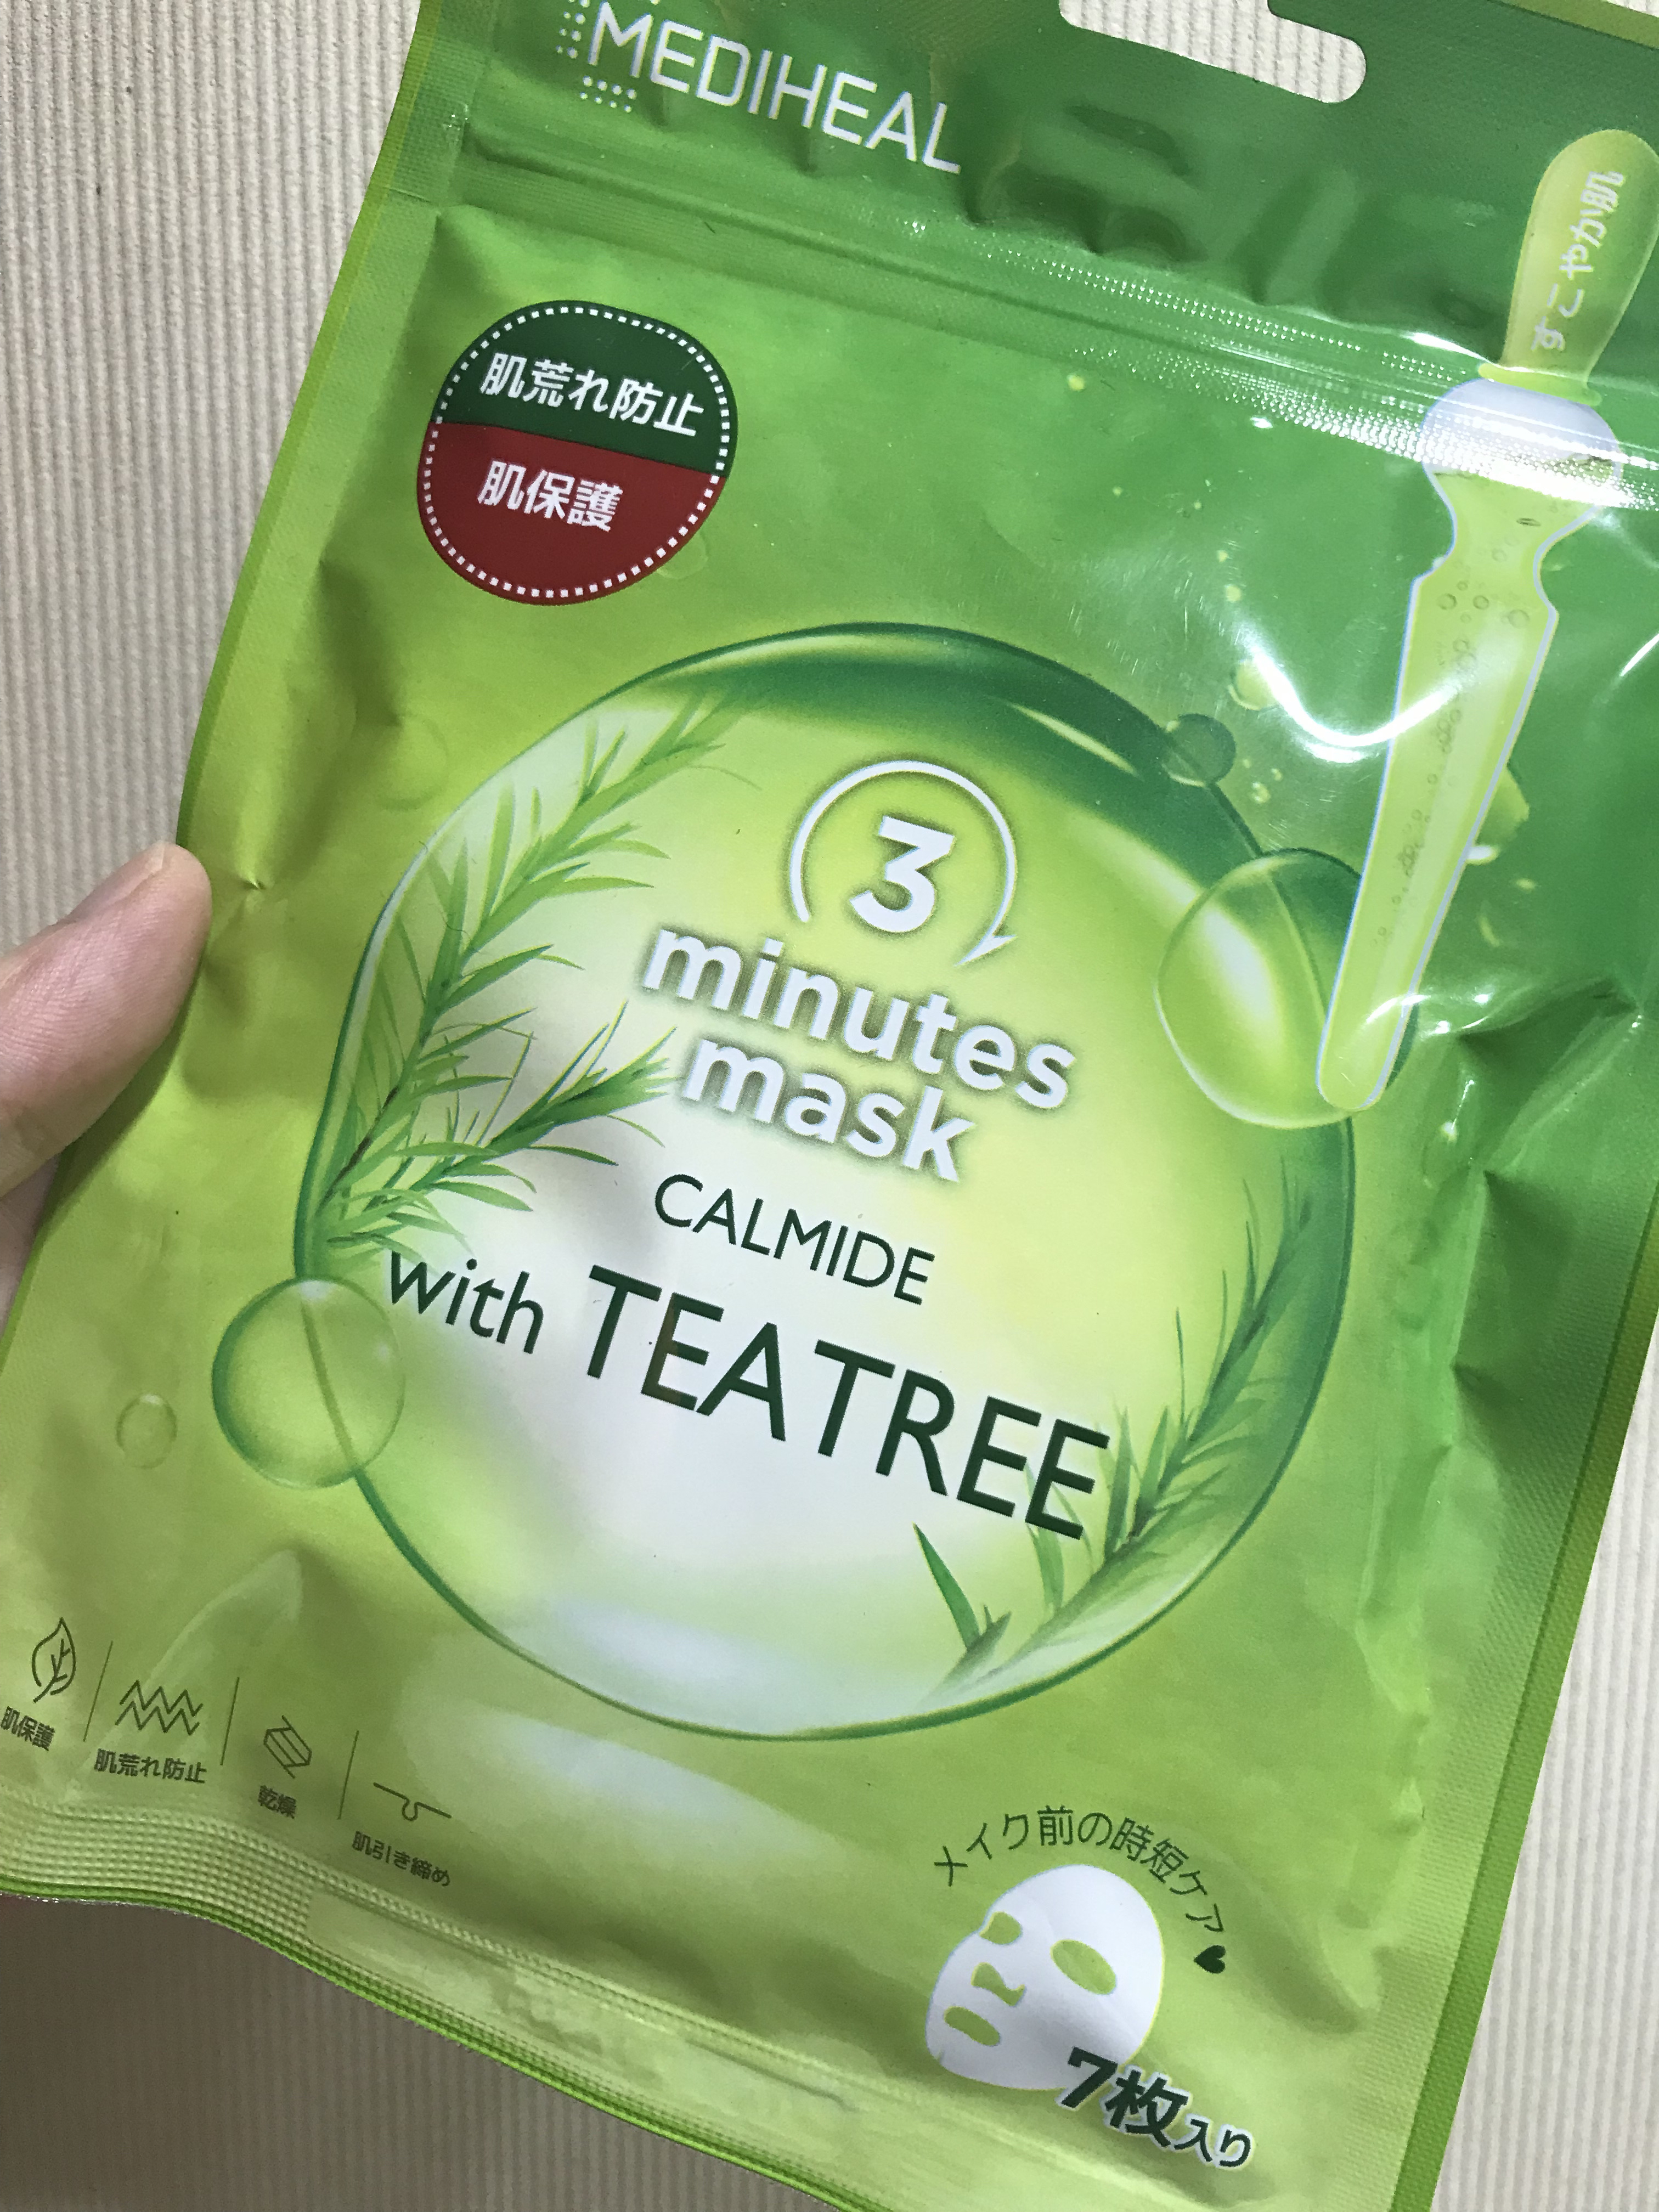 MEDIHEAL
すこやか肌
肌荒れ防止
肌保護
3
minutes
mask
CALMIDE
with TEATREE
肌保護
肌荒れ防止
乾燥
肌引き締め
メイク前の時短ケア♥
7枚入り